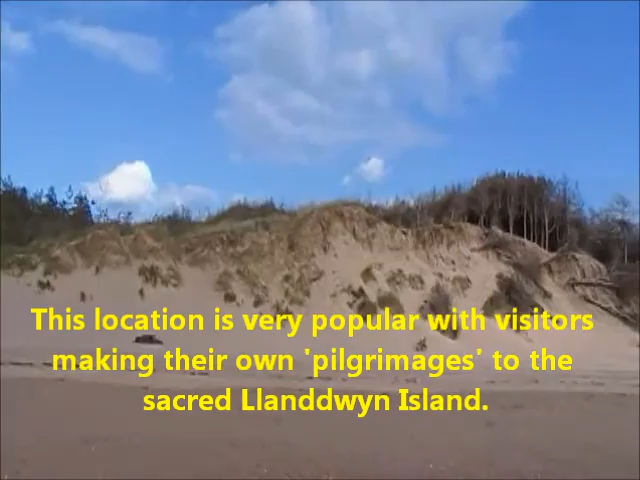 This location is very popular with visitors
making their own 'pilgrimages' to the
sacred Llanddwyn Island.